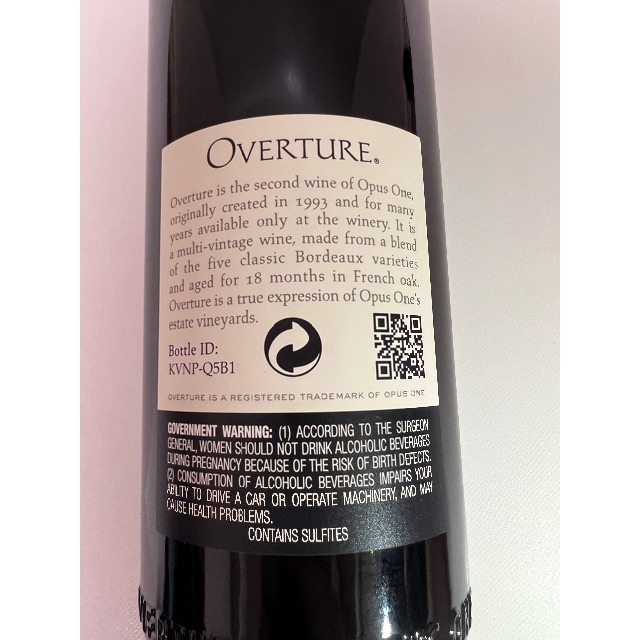 OVERTURE®
Overture is the second wine of Opus One,
originally created in 1993 and for many
years available only at the winery. It is
a multi-vintage wine, made from a blend
of the five classic Bordeaux varieties
and aged for 18 months in French oak.
Overture is a true expression of Opus One's
estate vineyards.
Bottle ID:
KVNP-Q5B1
OVERTURE IS A REGISTERED TRADEMARK OF OPUS ONE
GOVERNMENT WARNING: (1) ACCORDING TO THE SURGEON
GENERAL, WOMEN SHOULD NOT DRINK ALCOHOLIC BEVERAGES
DURING PREGNANCY BECAUSE OF THE RISK OF BIRTH DEFECTS.
(2) CONSUMPTION OF ALCOHOLIC BEVERAGES IMPAIRS YOUR
ABILITY TO DRIVE A CAR OR OPERATE MACHINERY, AND MAY
CAUSE HEALTH PROBLEMS.
CONTAINS SULFITES